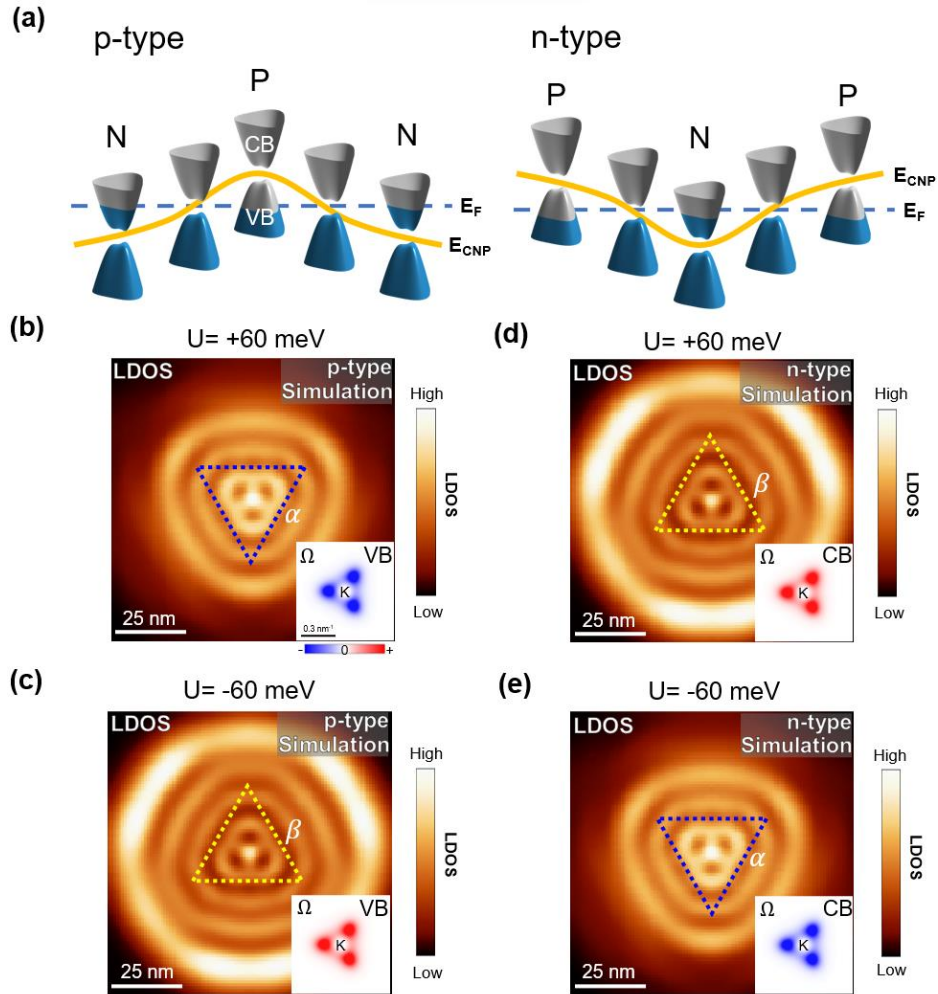 (a)
p-type
n-type
P
N
N
CB
VB
E_F
E_CNP
P
P
N
E_CNP
E_F
(b)
U= +60 meV
LDOS
p-type
Simulation
α
Ω
VB
K
0.3 nm⁻¹
- 0 +
25 nm
High
LDOS
Low
(d)
U= +60 meV
LDOS
n-type
Simulation
β
Ω
CB
K
25 nm
High
LDOS
Low
(c)
U= -60 meV
LDOS
p-type
Simulation
β
Ω
VB
K
25 nm
High
LDOS
Low
(e)
U= -60 meV
LDOS
n-type
Simulation
α
Ω
CB
K
25 nm
High
LDOS
Low